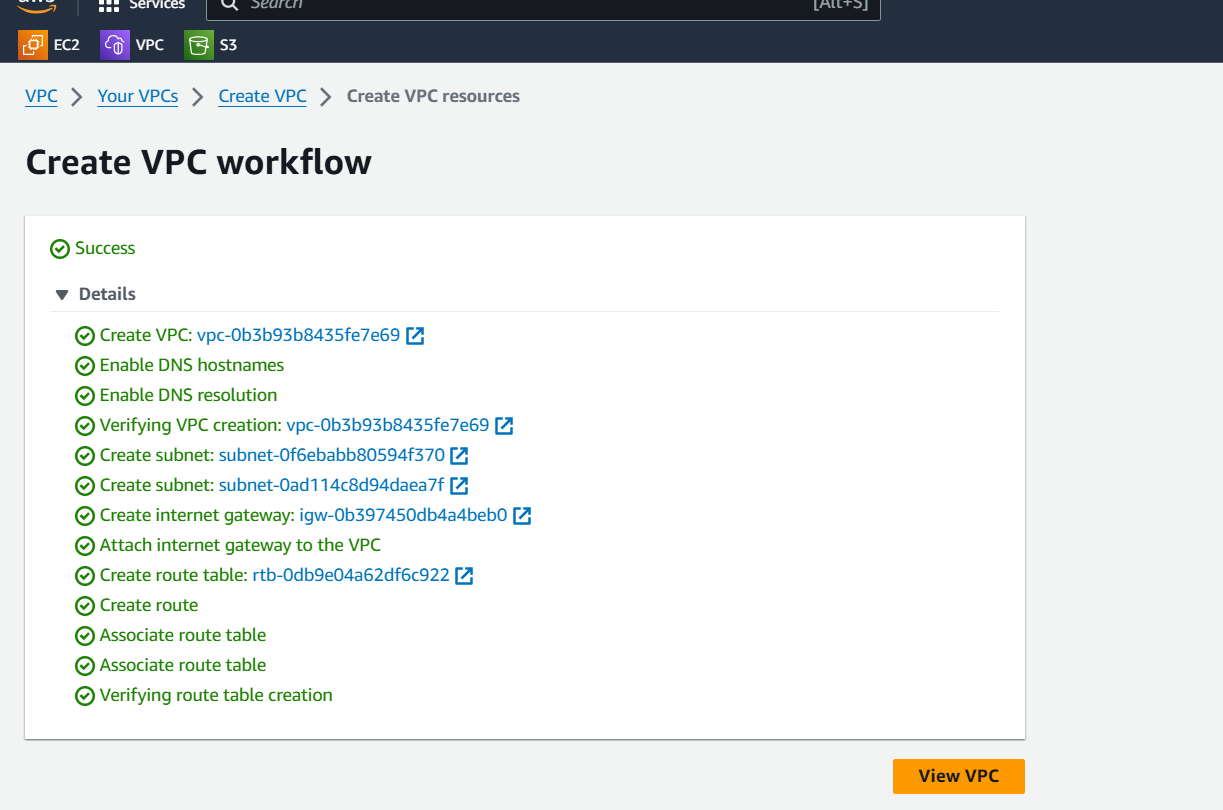 aws Services Search [Alt+S]
EC2 VPC S3
VPC > Your VPCs > Create VPC > Create VPC resources
Create VPC workflow
Success
Details
Create VPC: vpc-0b3b93b8435fe7e69
Enable DNS hostnames
Enable DNS resolution
Verifying VPC creation: vpc-0b3b93b8435fe7e69
Create subnet: subnet-0f6ebabb80594f370
Create subnet: subnet-0ad114c8d94daea7f
Create internet gateway: igw-0b397450db4a4beb0
Attach internet gateway to the VPC
Create route table: rtb-0db9e04a62df6c922
Create route
Associate route table
Associate route table
Verifying route table creation
View VPC